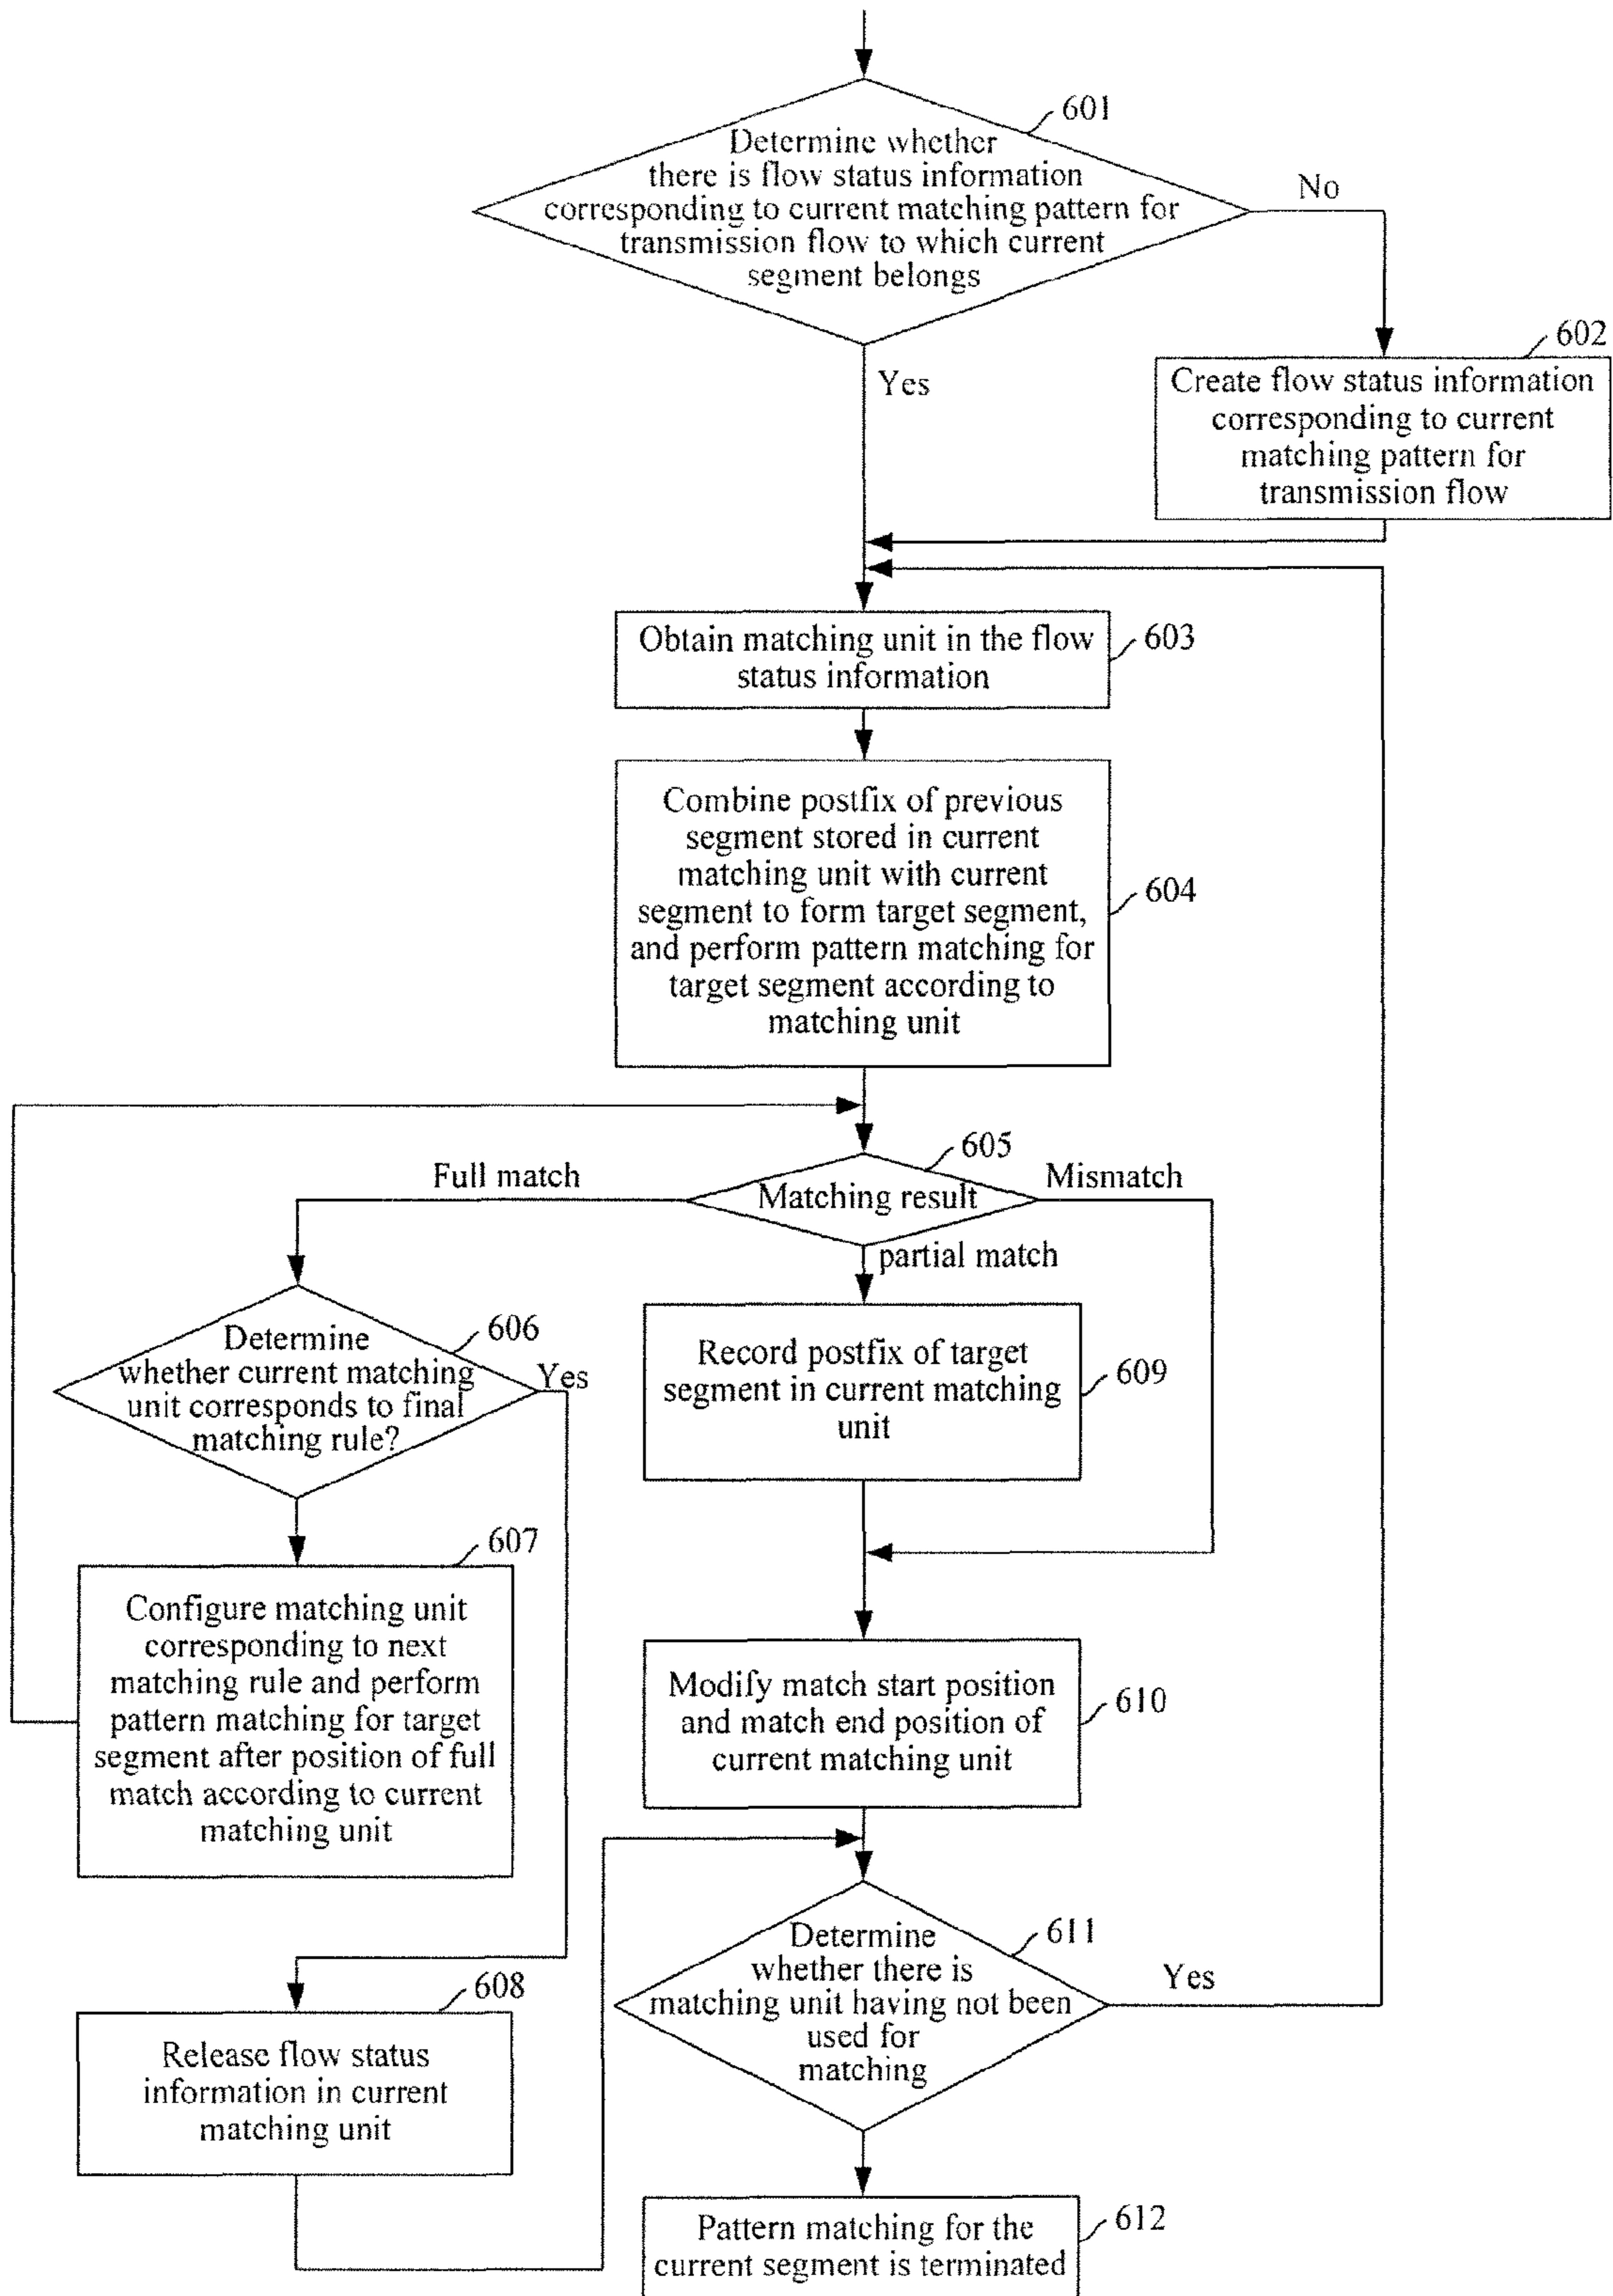 601
Determine whether
there is flow status information
corresponding to current matching pattern for
transmission flow to which current
segment belongs
No
Yes
602
Create flow status information
corresponding to current
matching pattern for
transmission flow
Obtain matching unit in the flow
status information
603
Combine postfix of previous
segment stored in current
matching unit with current
segment to form target segment,
and perform pattern matching for
target segment according to
matching unit
604
605
Full match
Matching result
Mismatch
partial match
606
Determine
whether current matching
unit corresponds to final
matching rule?
Yes
Record postfix of target
segment in current matching
unit
609
607
Configure matching unit
corresponding to next
matching rule and perform
pattern matching for target
segment after position of full
match according to current
matching unit
Modify match start position
and match end position of
current matching unit
610
611
Determine
whether there is
matching unit having not been
used for
matching
Yes
608
Release flow status
information in current
matching unit
Pattern matching for the
current segment is terminated
612